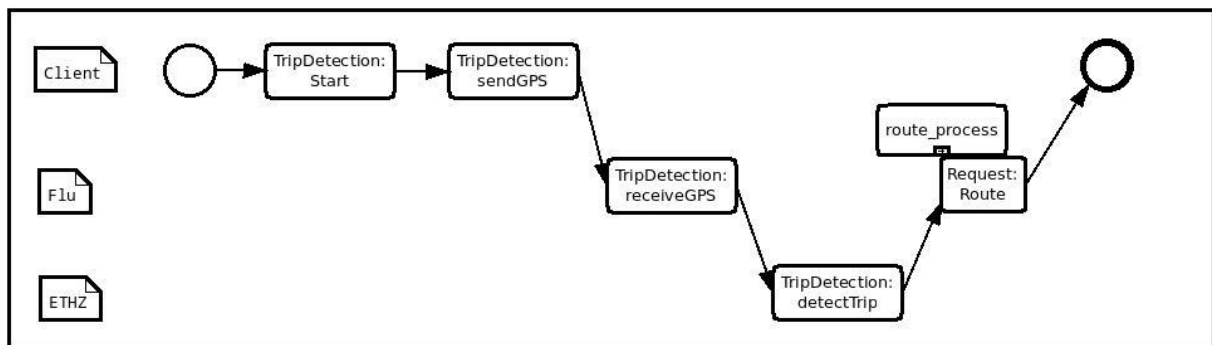 Client
TripDetection:
Start
TripDetection:
sendGPS
route_process
Flu
TripDetection:
receiveGPS
Request:
Route
ETHZ
TripDetection:
detectTrip